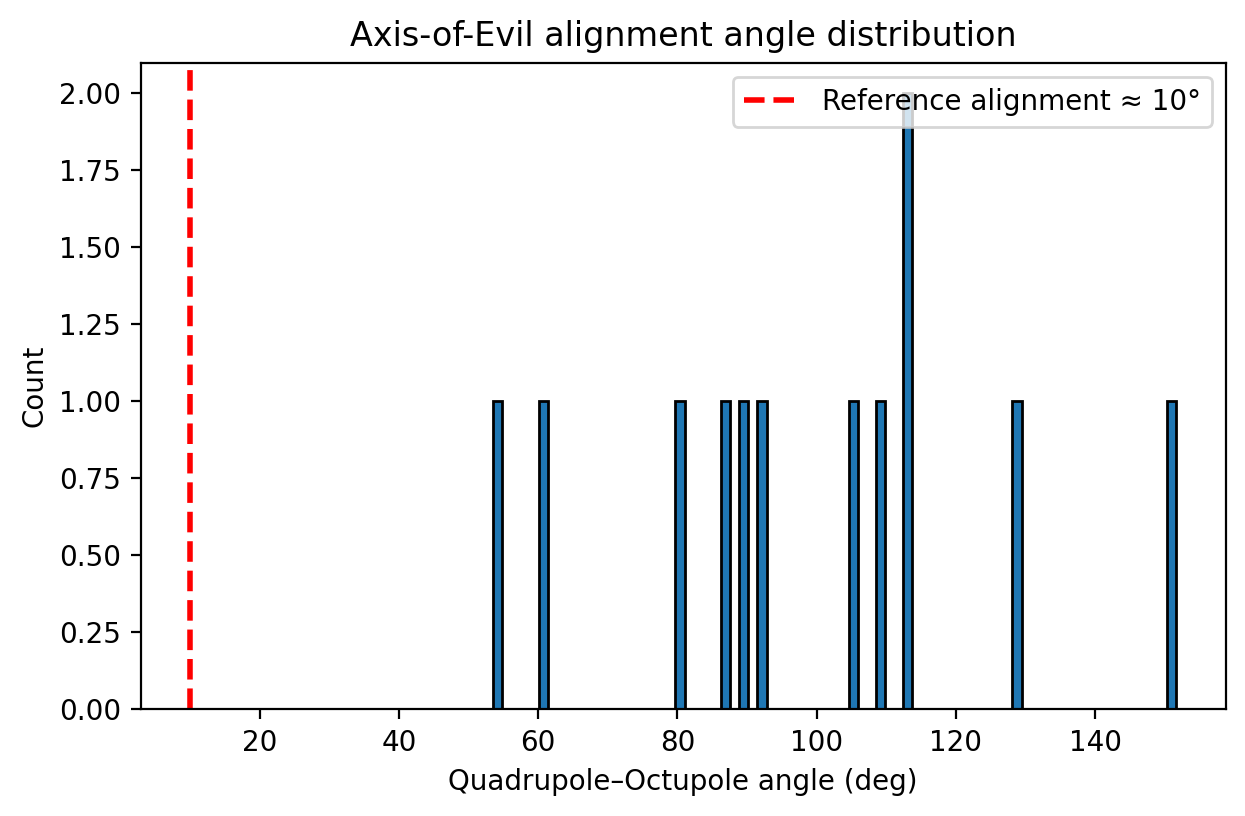 Axis-of-Evil alignment angle distribution
Reference alignment ≈ 10°
2.00
1.75
1.50
1.25
1.00
0.75
0.50
0.25
0.00
Count
20 40 60 80 100 120 140
Quadrupole–Octupole angle (deg)